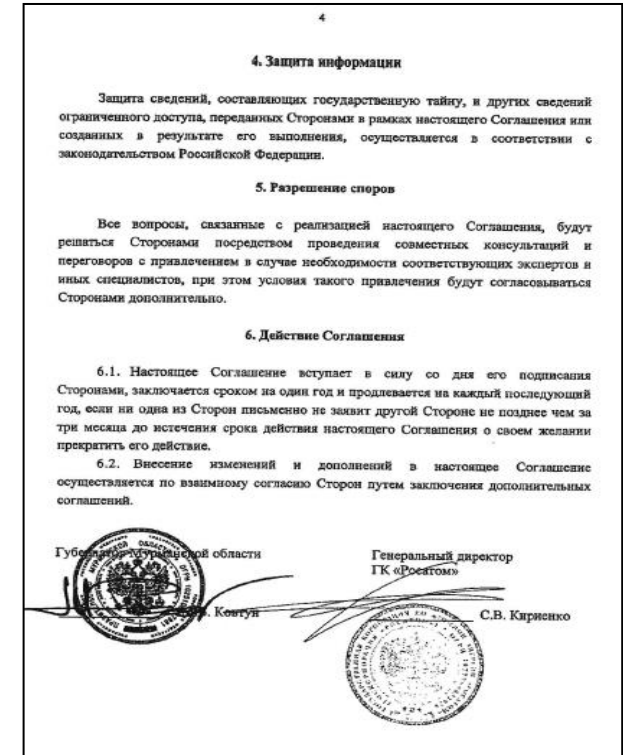 4
4. Защита информации
Защита сведений, составляющих государственную тайну, и других сведений
ограниченного доступа, переданных Сторонами в рамках настоящего Соглашения или
созданных в результате его выполнения, осуществляется в соответствии с
законодательством Российской Федерации.
5. Разрешение споров
Все вопросы, связанные с реализацией настоящего Соглашения, будут
решаться Сторонами посредством проведения совместных консультаций и
переговоров с привлечением в случае необходимости соответствующих экспертов и
иных специалистов, при этом условия такого привлечения будут согласовываться
Сторонами дополнительно.
6. Действие Соглашения
6.1. Настоящее Соглашение вступает в силу со дня его подписания
Сторонами, заключается сроком на один год и продлевается на каждый последующий
год, если ни одна из Сторон письменно не заявит другой Стороне не позднее чем за
три месяца до истечения срока действия настоящего Соглашения о своем желании
прекратить его действие.
6.2. Внесение изменений и дополнений в настоящее Соглашение
осуществляется по взаимному согласию Сторон путем заключения дополнительных
соглашений.
Губернатор Мурманской области
Ковтун
Генеральный директор
ГК «Росатом»
С.В. Кириенко